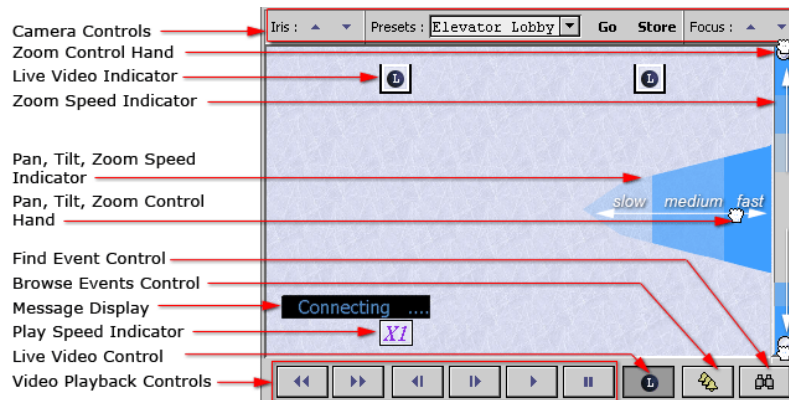 Camera Controls
Iris :
Presets : Elevator Lobby
Go
Store
Focus :
Zoom Control Hand
Live Video Indicator
L
L
Zoom Speed Indicator
Pan, Tilt, Zoom Speed
Indicator
Pan, Tilt, Zoom Control
Hand
slow medium fast
Find Event Control
Browse Events Control
Message Display
Connecting ....
Play Speed Indicator
X1
Live Video Control
Video Playback Controls
L